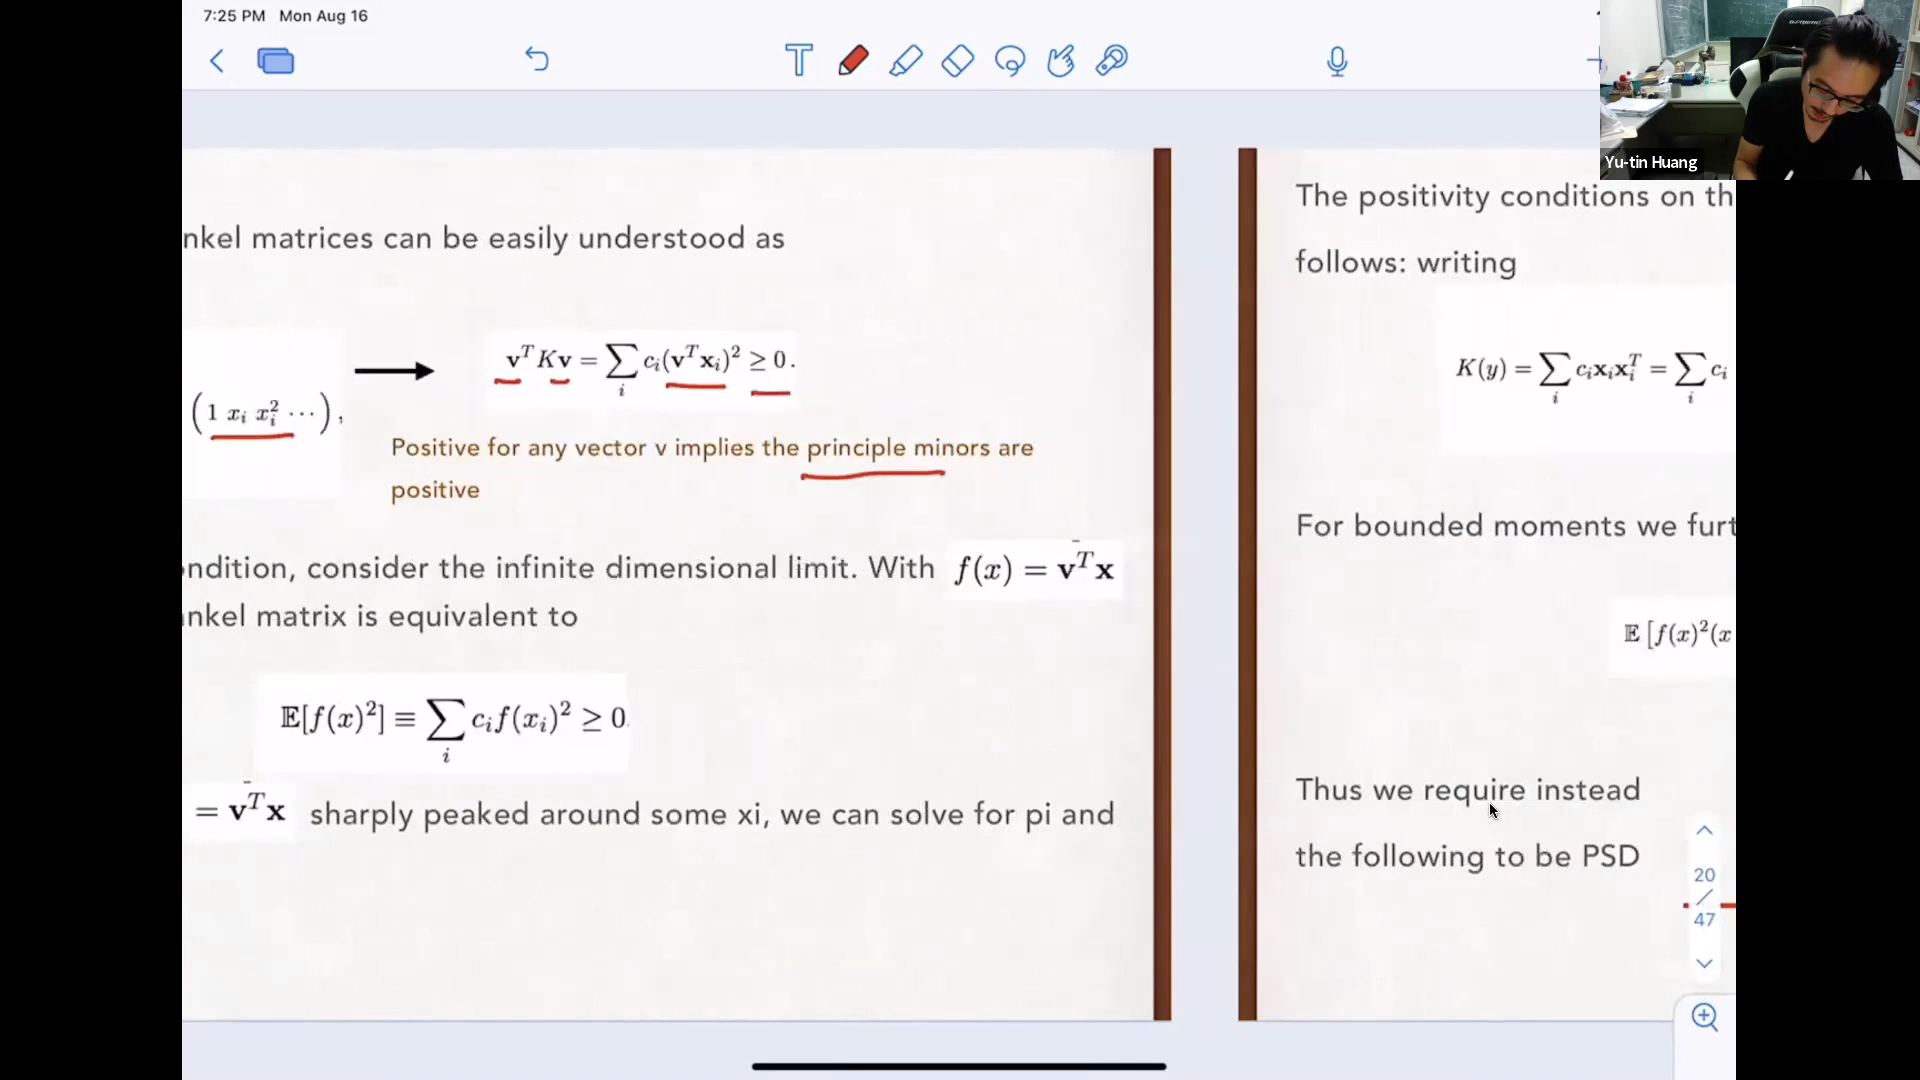 7:25 PM Mon Aug 16
Yu-tin Huang
nkel matrices can be easily understood as
(1 x_i x_i^2 ⋯),
v^T Kv = ∑_i c_i(v^T x_i)^2 ≥ 0.
Positive for any vector v implies the principle minors are
positive
ndition, consider the infinite dimensional limit. With f(x) = v^T x
nkel matrix is equivalent to
𝔼[f(x)^2] ≡ ∑_i c_i f(x_i)^2 ≥ 0
= v^T x sharply peaked around some xi, we can solve for pi and
The positivity conditions on th
follows: writing
K(y) = ∑_i c_i x_i x_i^T = ∑_i c_i
For bounded moments we furt
𝔼 [f(x)^2(x
Thus we require instead
the following to be PSD
20
/
47